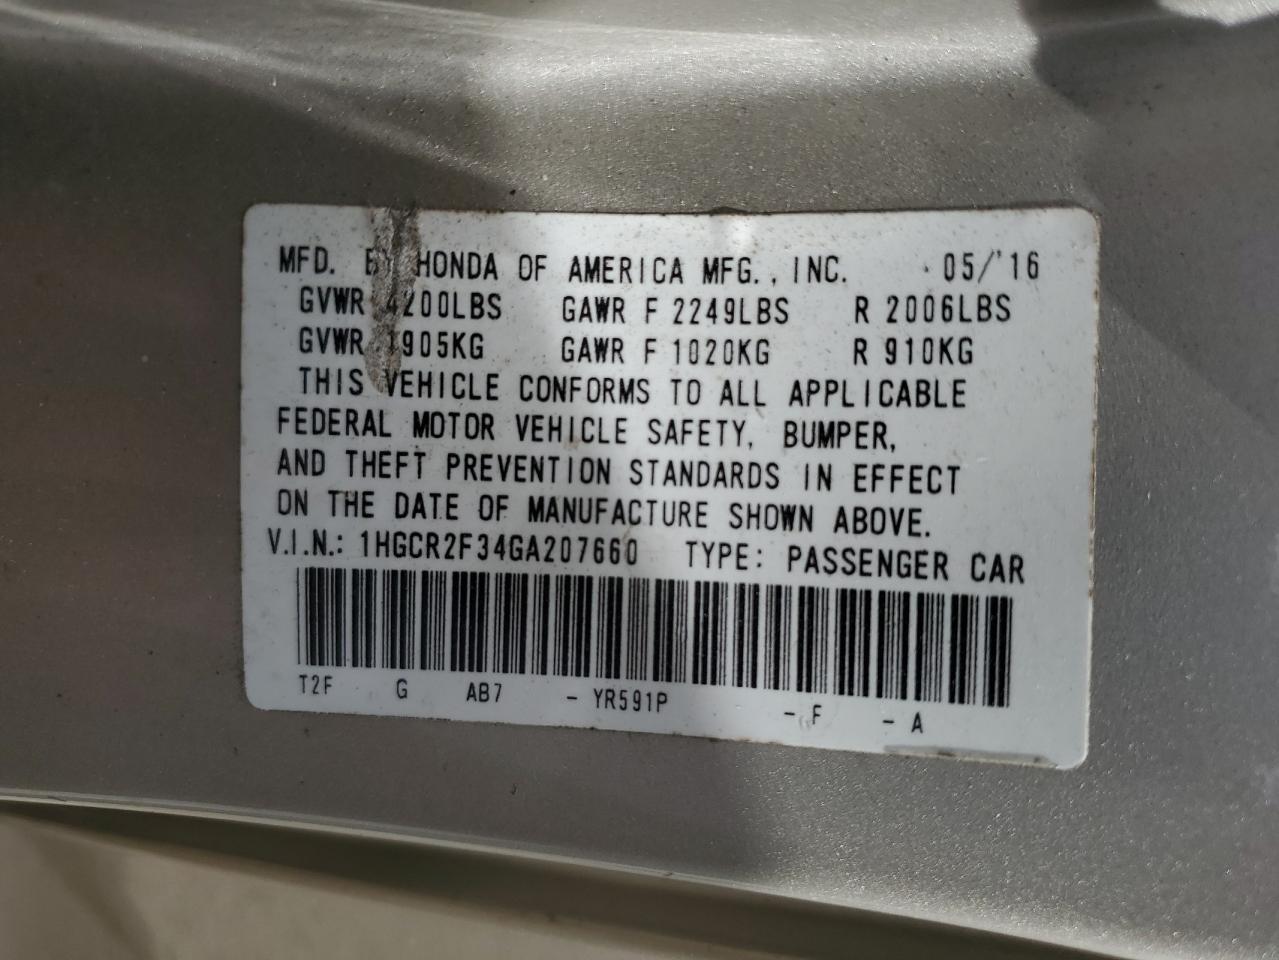 MFD. BY HONDA OF AMERICA MFG., INC. 05/'16
GVWR 4200LBS GAWR F 2249LBS R 2006LBS
GVWR 1905KG GAWR F 1020KG R 910KG
THIS VEHICLE CONFORMS TO ALL APPLICABLE
FEDERAL MOTOR VEHICLE SAFETY, BUMPER,
AND THEFT PREVENTION STANDARDS IN EFFECT
ON THE DATE OF MANUFACTURE SHOWN ABOVE.
V.I.N.: 1HGCR2F34GA207660 TYPE: PASSENGER CAR
T2F G AB7 - YR591P - F - A